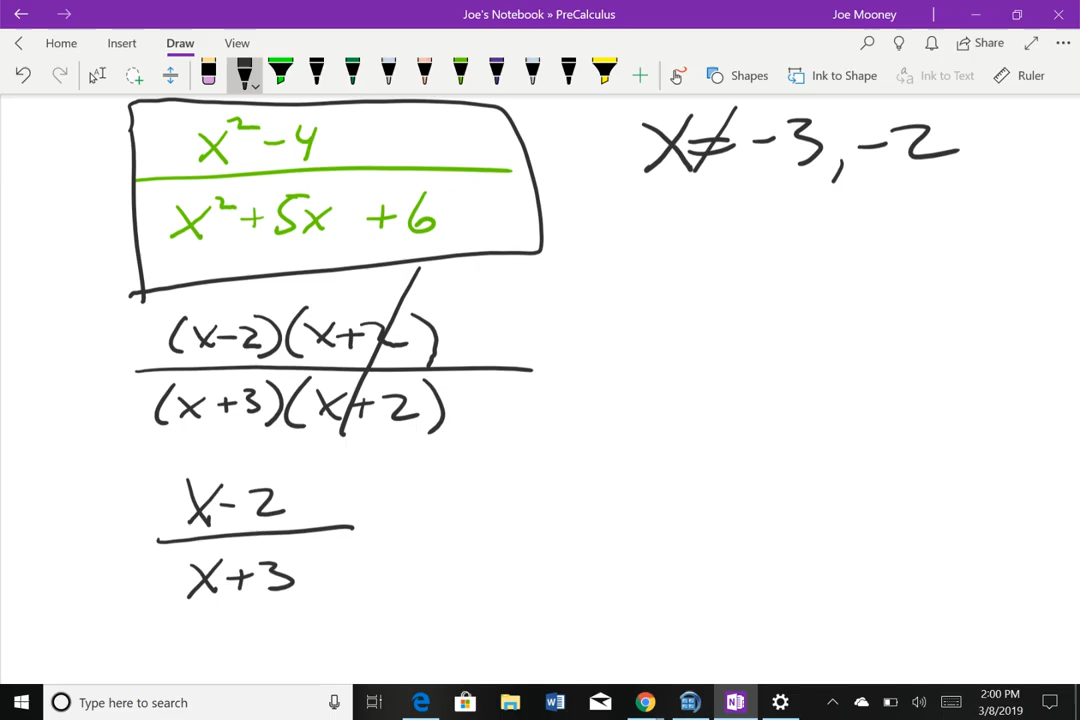 Joe's Notebook » PreCalculus
Joe Mooney
Home Insert Draw View
Share
Shapes Ink to Shape Ink to Text Ruler
x² - 4
x² + 5x + 6
x ≠ -3, -2
(x-2)(x+2)
(x+3)(x+2)
x - 2
x + 3
Type here to search
2:00 PM
3/8/2019